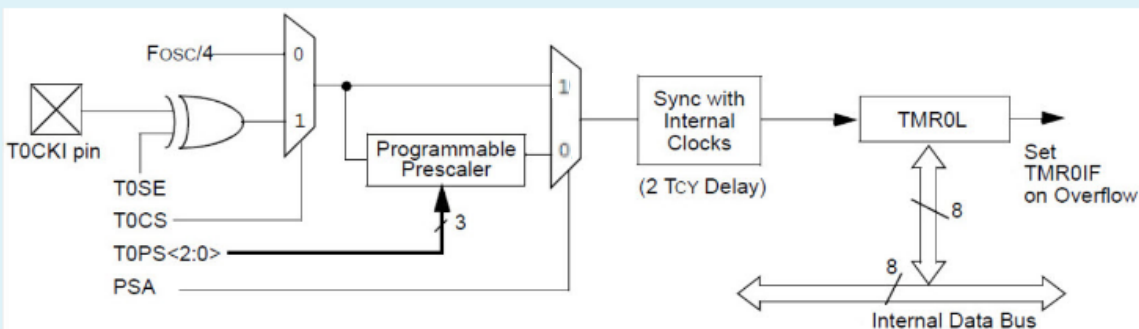 FOSC/4
0
1
T0CKI pin
T0SE
T0CS
T0PS<2:0>
PSA
Programmable
Prescaler
3
1
0
Sync with
Internal
Clocks
(2 TCY Delay)
TMR0L
Set
TMR0IF
on Overflow
8
8
Internal Data Bus